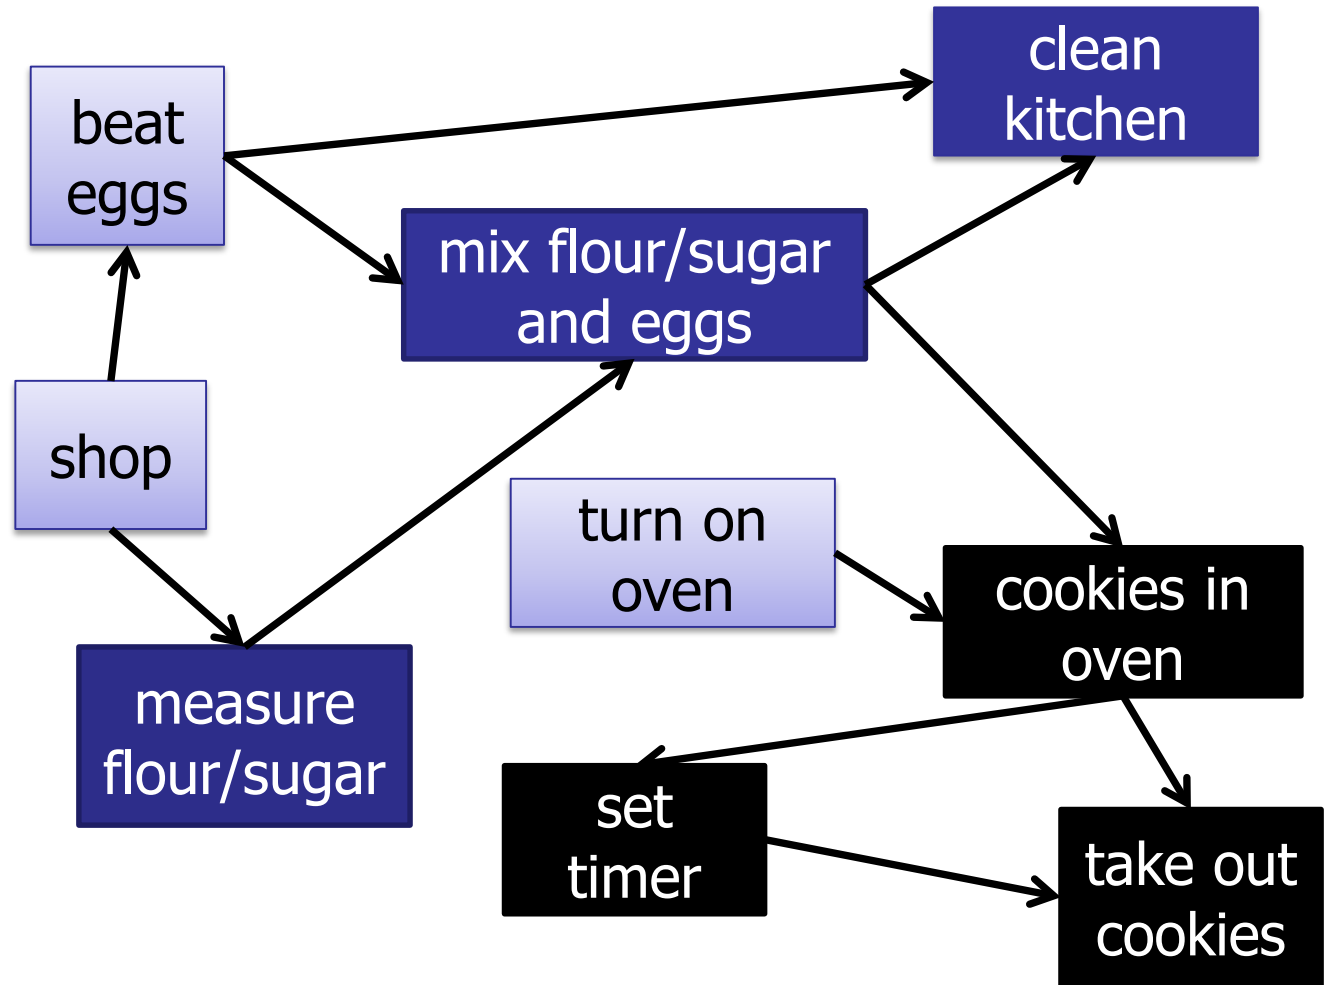 clean
kitchen
beat
eggs
mix flour/sugar
and eggs
shop
turn on
oven
cookies in
oven
measure
flour/sugar
set
timer
take out
cookies